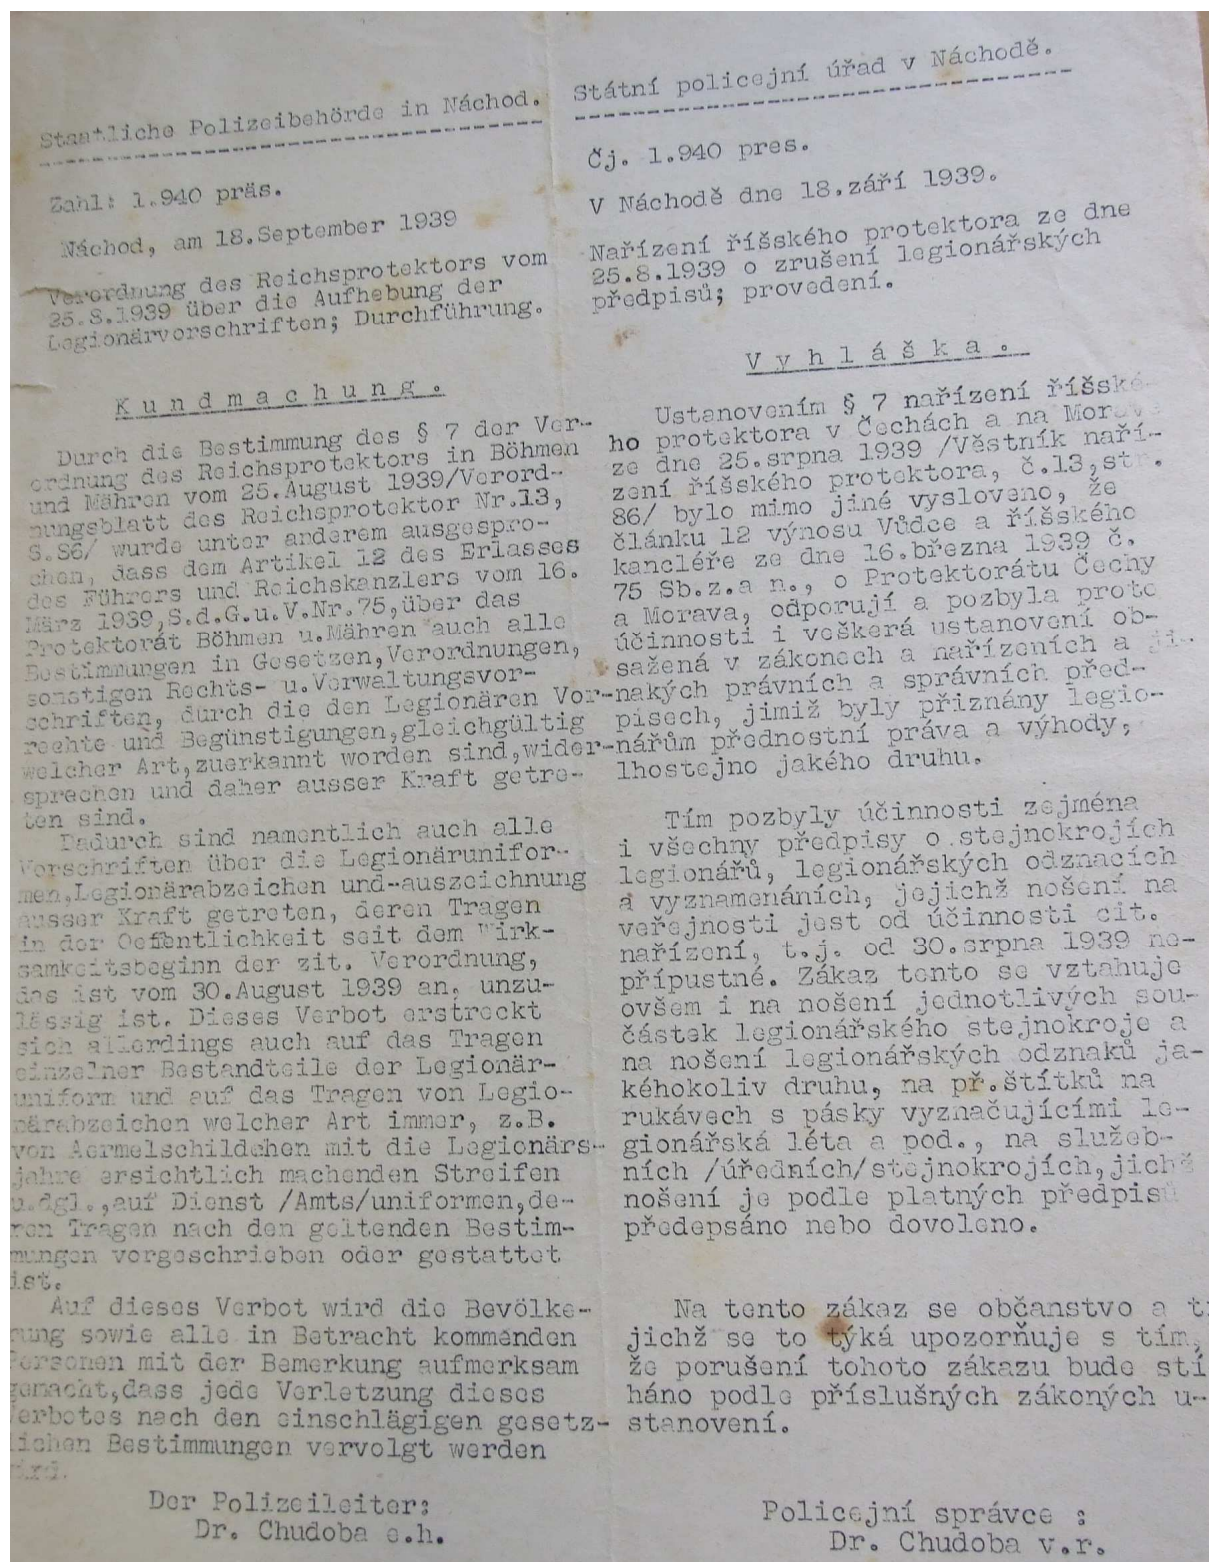 Staatliche Polizeibehörde in Náchod.
Zahl: 1.940 präs.
Náchod, am 18.September 1939
Verordnung des Reichsprotektors vom
25.8.1939 über die Aufhebung der
Legionärvorschriften; Durchführung.
Kundmachung.
Durch die Bestimmung des § 7 der Ver-
ordnung des Reichsprotektors in Böhmen
und Mähren vom 25.August 1939/Verord-
nungsblatt des Reichsprotektor Nr.13,
S.86/ wurde unter anderem ausgespro-
chen, dass dem Artikel 12 des Erlasses
des Führers und Reichskanzlers vom 16.
März 1939,S.d.G.u.V.Nr.75,über das
Protektorát Böhmen u.Mähren auch alle
Bestimmungen in Gesetzen,Verordnungen,
sonstigen Rechts- u.Verwaltungsvor-
schriften, durch die den Legionären Vor-
rechte und Begünstigungen,gleichgültig
welcher Art,zuerkannt worden sind,wider-
sprechen und daher ausser Kraft getre-
ten sind.
Dadurch sind namentlich auch alle
Vorschriften über die Legionärunifor-
men,Legionärabzeichen und-auszeichnung
ausser Kraft getreten, deren Tragen
in der Oeffentlichkeit seit dem Wirk-
samkeitsbeginn der zit. Verordnung,
das ist vom 30.August 1939 an, unzu-
lässig ist. Dieses Verbot erstreckt
sich allerdings auch auf das Tragen
einzelner Bestandteile der Legionär-
uniform und auf das Tragen von Legio-
närabzeichen welcher Art immer, z.B.
von Aermelschildchen mit die Legionärs-
jahre ersichtlich machenden Streifen
u.dgl.,auf Dienst /Amts/uniformen,de-
ren Tragen nach den geltenden Bestim-
mungen vorgeschrieben oder gestattet
ist.
Auf dieses Verbot wird die Bevölke-
rung sowie alle in Betracht kommenden
Personen mit der Bemerkung aufmerksam
gemacht,dass jede Verletzung dieses
Verbotes nach den einschlägigen gesetz-
lichen Bestimmungen vervolgt werden
wird.
Der Polizeileiter:
Dr. Chudoba e.h.
Státní policejní úřad v Náchodě.
Čj. 1.940 pres.
V Náchodě dne 18.září 1939.
Nařízení říšského protektora ze dne
25.8.1939 o zrušení legionářských
předpisů; provedení.
Vyhláška.
Ustanovením § 7 nařízení říšské-
ho protektora v Čechách a na Moravě
ze dne 25.srpna 1939 /Věstník naří-
zení říšského protektora, č.13,str.
86/ bylo mimo jiné vysloveno, že
článku 12 výnosu Vůdce a říšského
kancléře ze dne 16.března 1939 č.
75 Sb.z.a n., o Protektorátu Čechy
a Morava, odporují a pozbyla proto
účinnosti i veškerá ustanovení ob-
sažená v zákonech a nařízeních a ji-
nakých právních a správních před-
pisech, jimiž byly přiznány legio-
nářům přednostní práva a výhody,
lhostejno jakého druhu.
Tím pozbyly účinnosti zejména
i všechny předpisy o stejnokrojích
legionářů, legionářských odznacích
a vyznamenáních, jejichž nošení na
veřejnosti jest od účinnosti cit.
nařízení, t.j. od 30.srpna 1939 ne-
přípustné. Zákaz tento se vztahuje
ovšem i na nošení jednotlivých sou-
částek legionářského stejnokroje a
na nošení legionářských odznaků ja-
kéhokoliv druhu, na př.štítků na
rukávech s pásky vyznačujícími le-
gionářská léta a pod., na služeb-
ních /úředních/stejnokrojích,jichž
nošení je podle platných předpisů
předepsáno nebo dovoleno.
Na tento zákaz se občanstvo a t
jichž se to týká upozorňuje s tím,
že porušení tohoto zákazu bude stí
háno podle příslušných zákoných u-
stanovení.
Policejní správce :
Dr. Chudoba v.r.